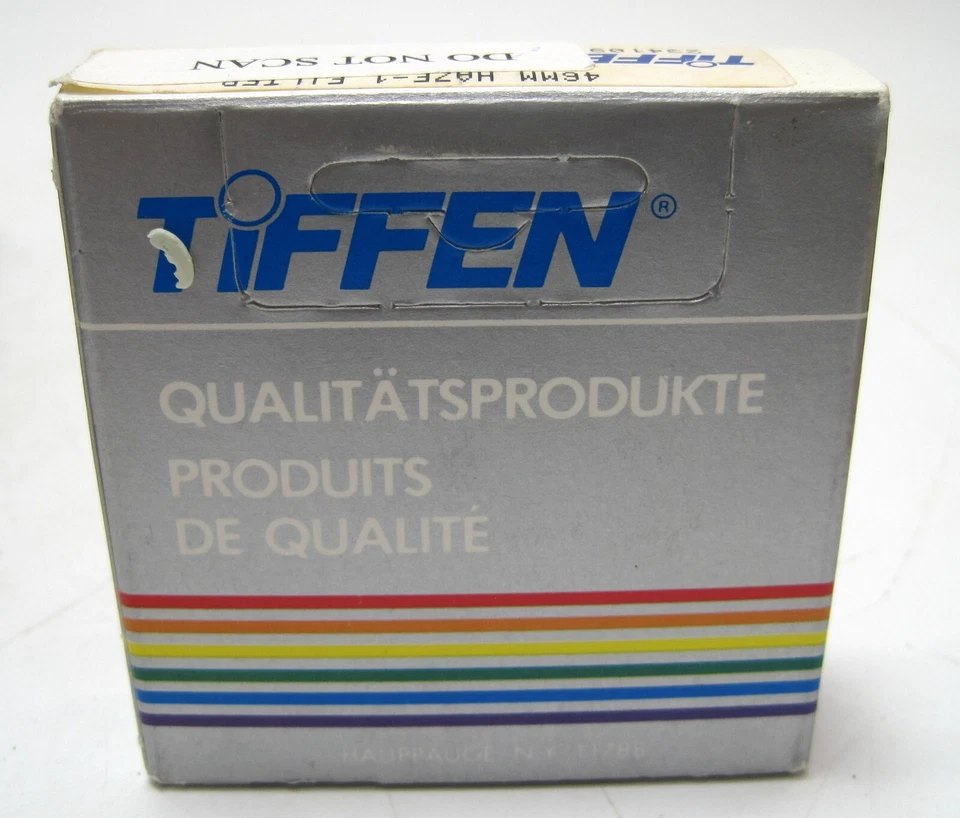 DO NOT SCAN
TIFFEN
46MM HAZE-1 FILTER
TIFFEN®
QUALITÄTSPRODUKTE
PRODUITS
DE QUALITÉ
HAUPPAUGE N.Y. 11788